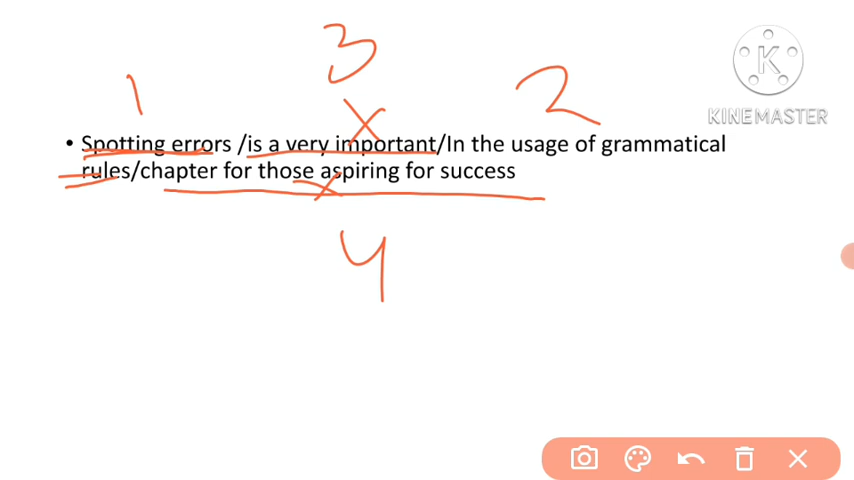 3
1
2
K
KINEMASTER
• Spotting errors /is a very important/In the usage of grammatical
rules/chapter for those aspiring for success
4